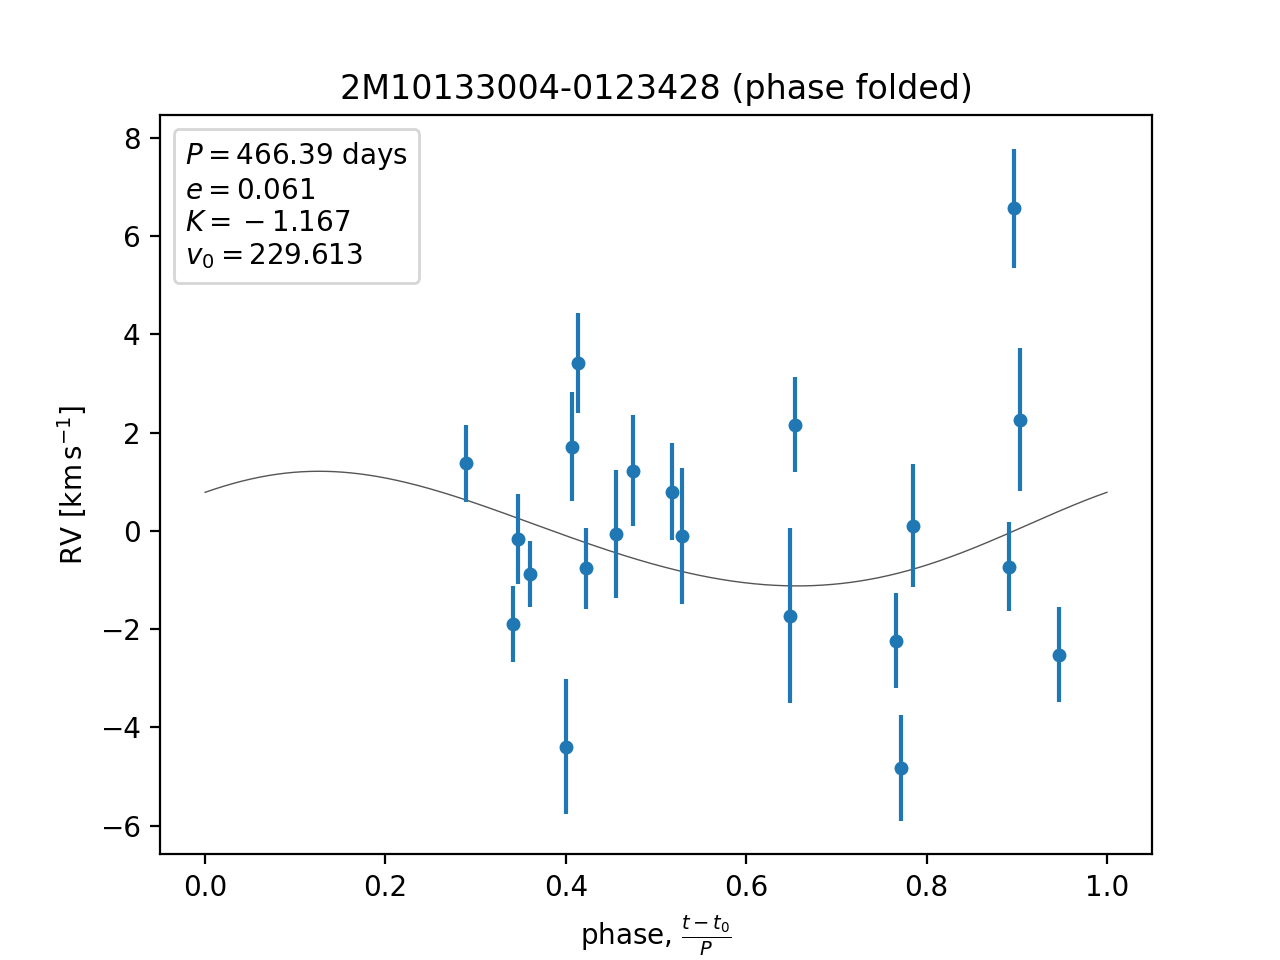 2M10133004-0123428 (phase folded)
P = 466.39 days
e = 0.061
K = −1.167
v₀ = 229.613
8
6
4
2
0
−2
−4
−6
RV [km s⁻¹]
0.0 0.2 0.4 0.6 0.8 1.0
phase, (t − t₀)/P